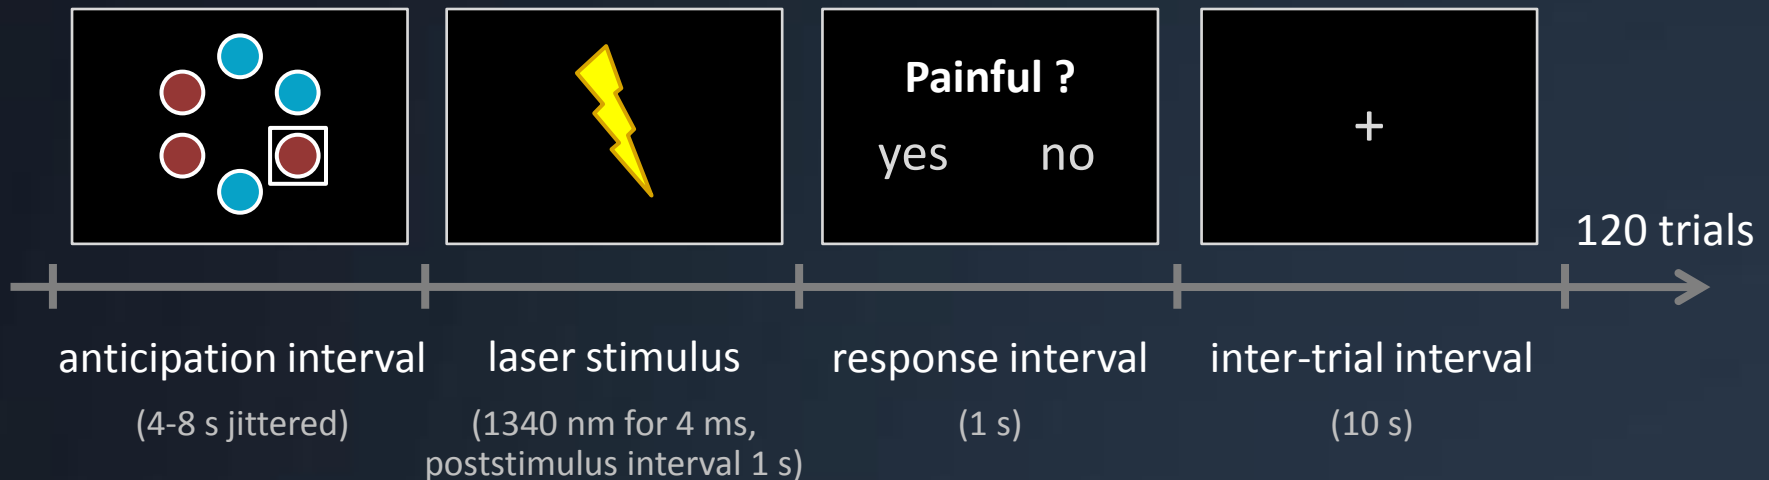 Painful ?
yes no
+
120 trials
anticipation interval
(4-8 s jittered)
laser stimulus
(1340 nm for 4 ms,
poststimulus interval 1 s)
response interval
(1 s)
inter-trial interval
(10 s)